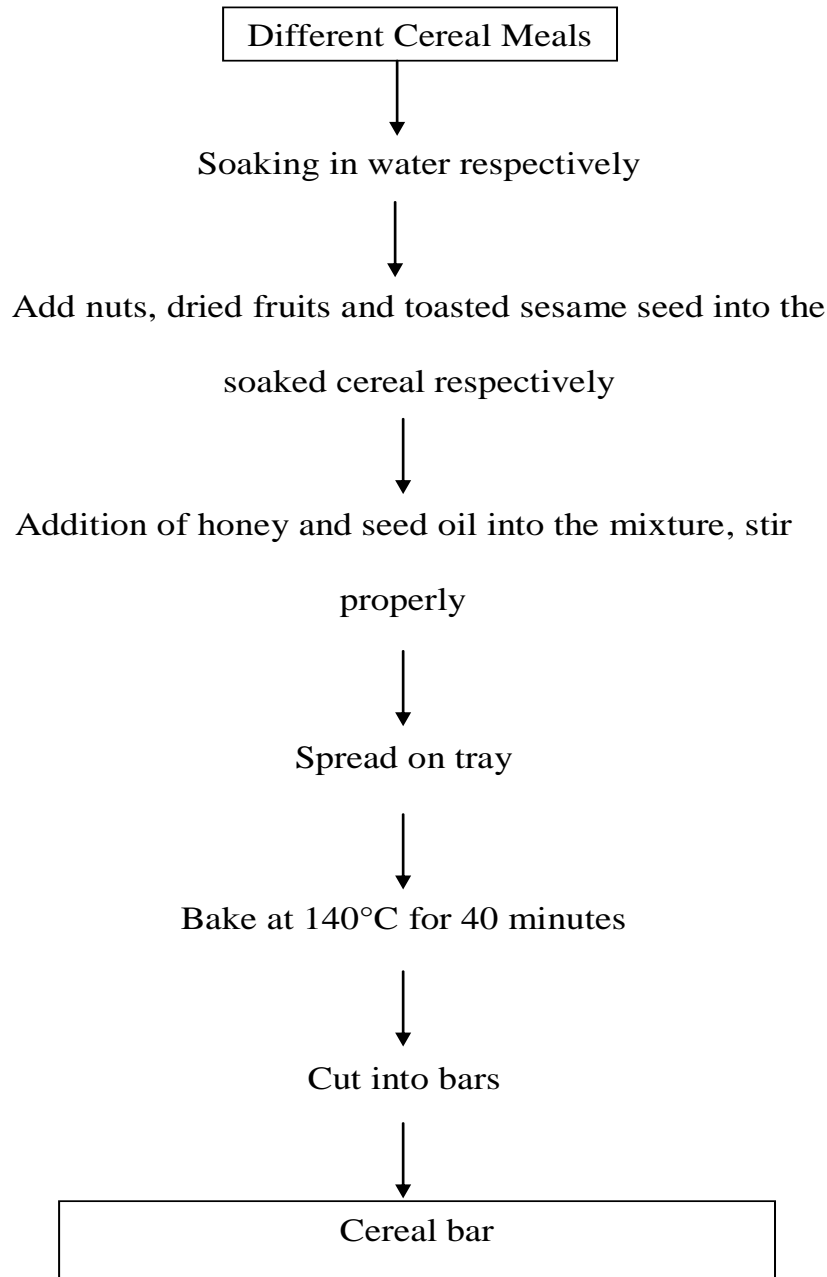 Different Cereal Meals
Soaking in water respectively
Add nuts, dried fruits and toasted sesame seed into the
soaked cereal respectively
Addition of honey and seed oil into the mixture, stir
properly
Spread on tray
Bake at 140°C for 40 minutes
Cut into bars
Cereal bar